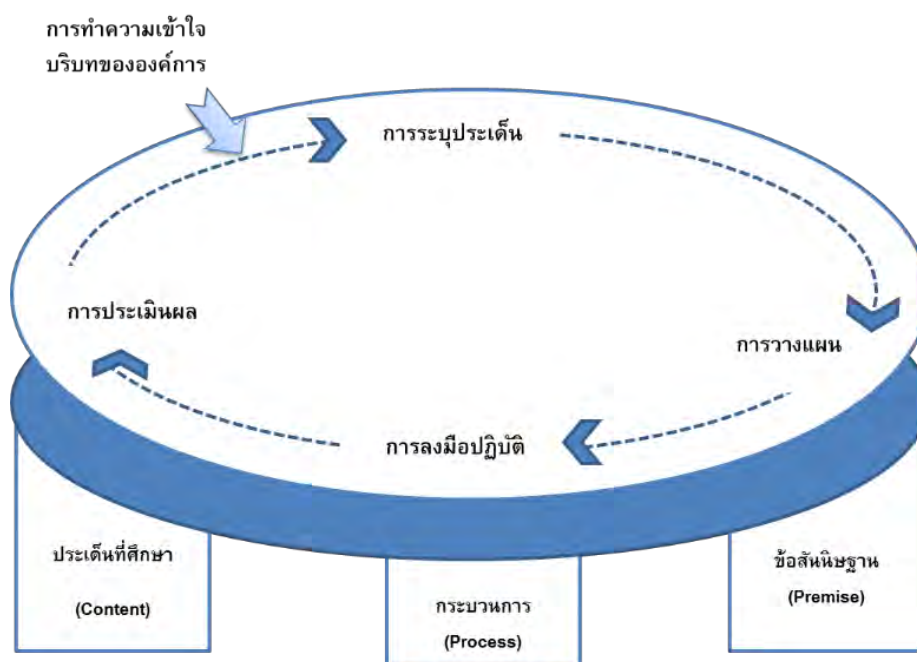 การทำความเข้าใจ
บริบทขององค์การ
การระบุประเด็น
การประเมินผล
การวางแผน
การลงมือปฏิบัติ
ประเด็นที่ศึกษา
(Content)
กระบวนการ
(Process)
ข้อสันนิษฐาน
(Premise)